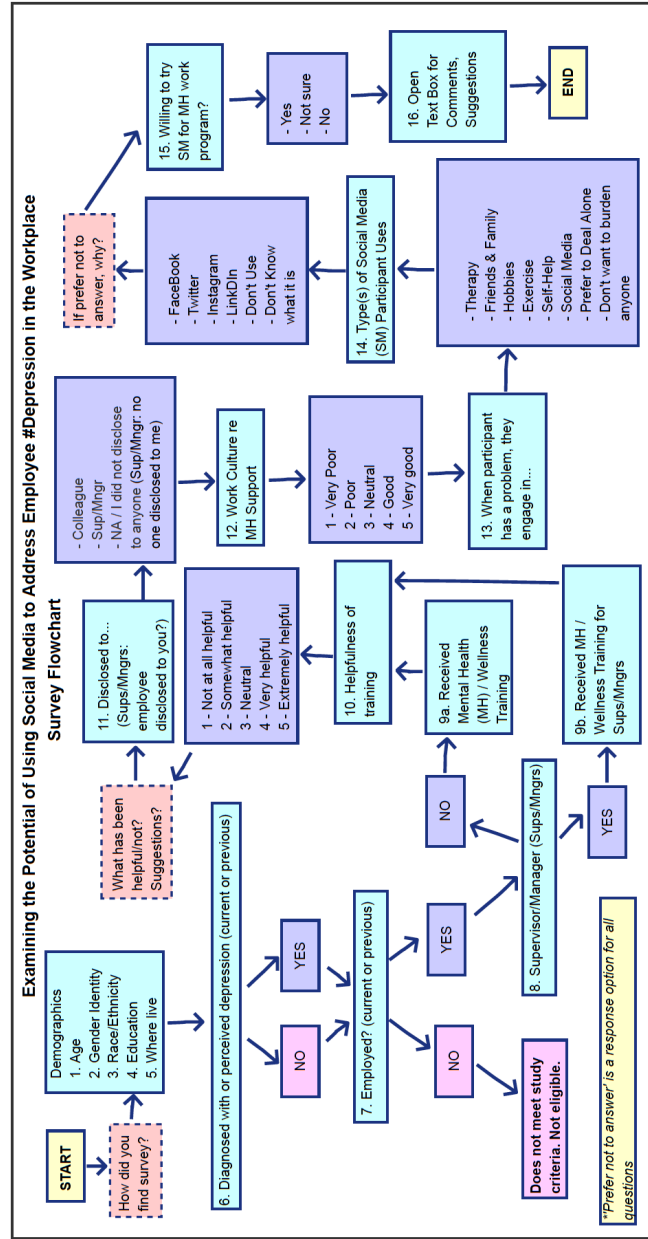 Examining the Potential of Using Social Media to Address Employee #Depression in the Workplace
Survey Flowchart
START
How did you
find survey?
Demographics
1. Age
2. Gender Identity
3. Race/Ethnicity
4. Education
5. Where live
6. Diagnosed with or perceived depression (current or previous)
NO
YES
7. Employed? (current or previous)
NO
YES
Does not meet study
criteria. Not eligible.
8. Supervisor/Manager (Sups/Mngrs)
NO
YES
9a. Received
Mental Health
(MH) / Wellness
Training
9b. Received MH /
Wellness Training for
Sups/Mngrs
10. Helpfulness of
training
1 - Not at all helpful
2 - Somewhat helpful
3 - Neutral
4 - Very helpful
5 - Extremely helpful
What has been
helpful/not?
Suggestions?
11. Disclosed to...
(Sups/Mngrs:
employee
disclosed to you?)
- Colleague
- Sup/Mngr
- NA / I did not disclose
to anyone (Sup/Mngr: no
one disclosed to me)
12. Work Culture re
MH Support
1 - Very Poor
2 - Poor
3 - Neutral
4 - Good
5 - Very good
13. When participant
has a problem, they
engage in...
- Therapy
- Friends & Family
- Hobbies
- Exercise
- Self-Help
- Social Media
- Prefer to Deal Alone
- Don't want to burden
anyone
14. Type(s) of Social Media
(SM) Participant Uses
- FaceBook
- Twitter
- Instagram
- LinkDIn
- Don't Use
- Don't Know
what it is
If prefer not to
answer, why?
15. Willing to try
SM for MH work
program?
- Yes
- Not sure
- No
16. Open
Text Box for
Comments,
Suggestions
END
*'Prefer not to answer' is a response option for all
questions